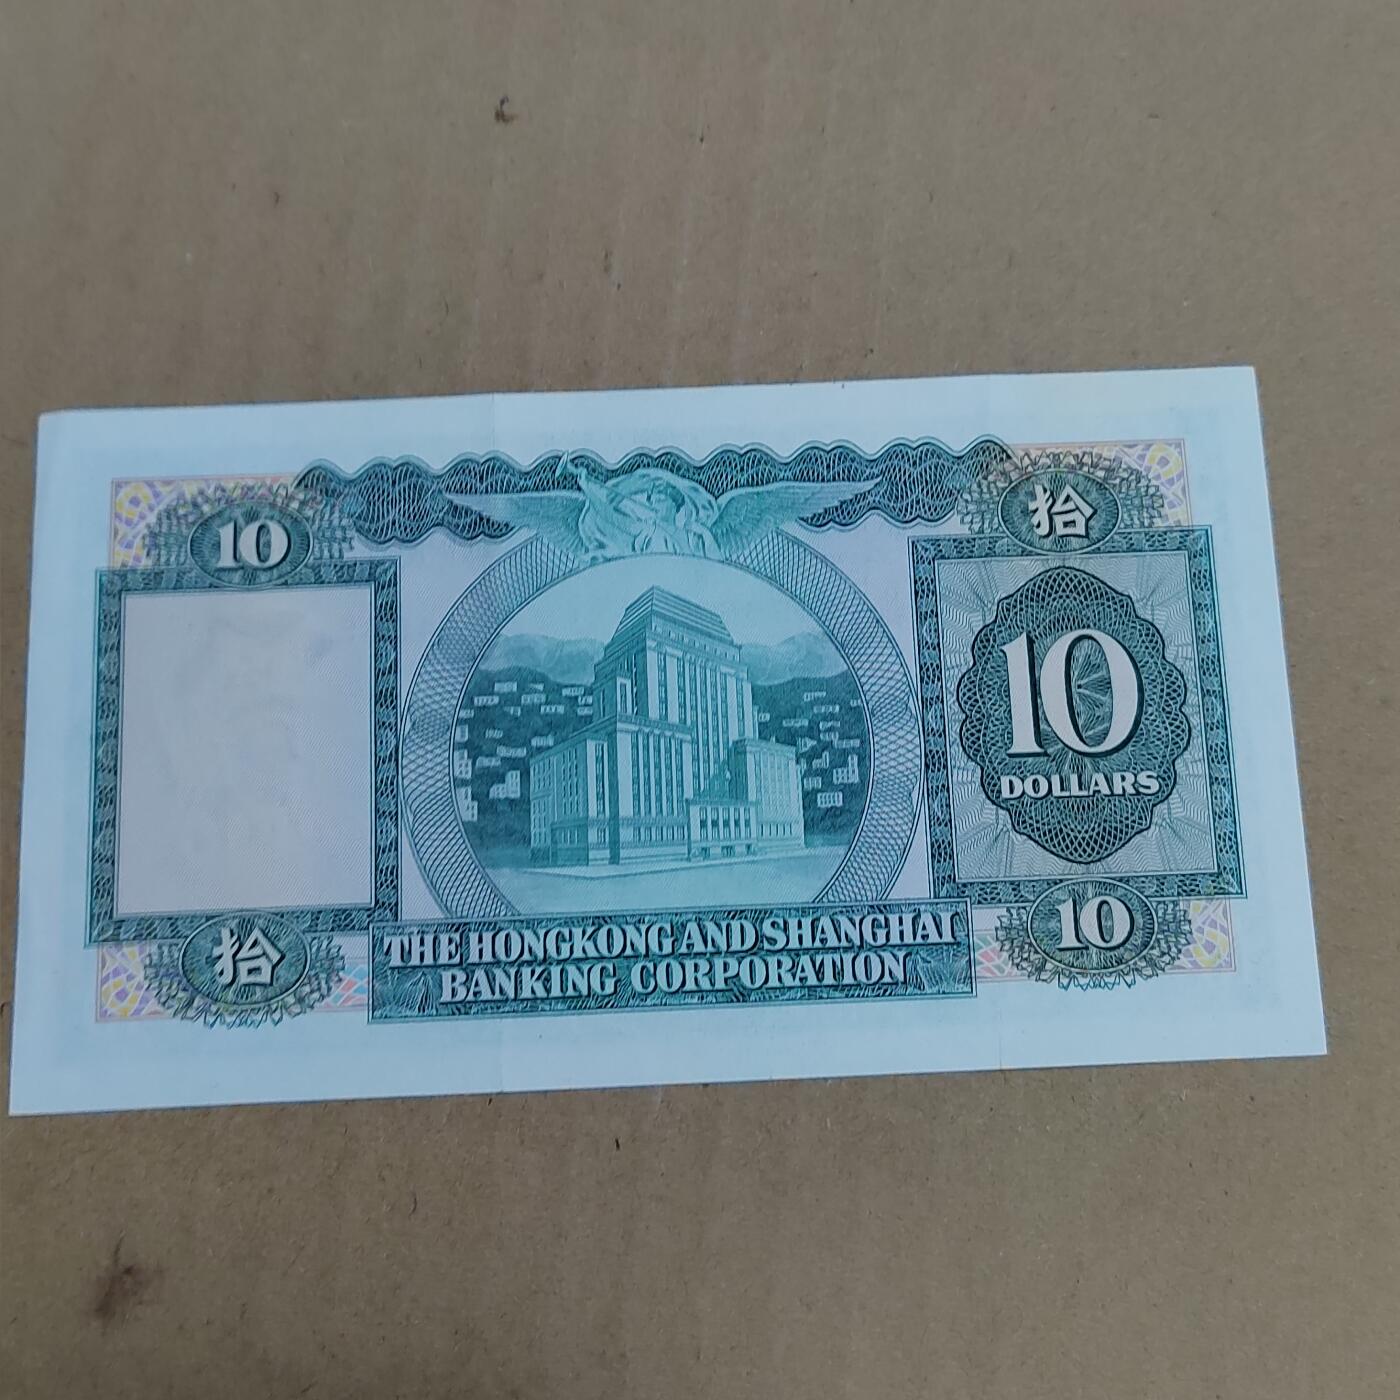 10
拾
10
DOLLARS
拾
10
THE HONGKONG AND SHANGHAI
BANKING CORPORATION